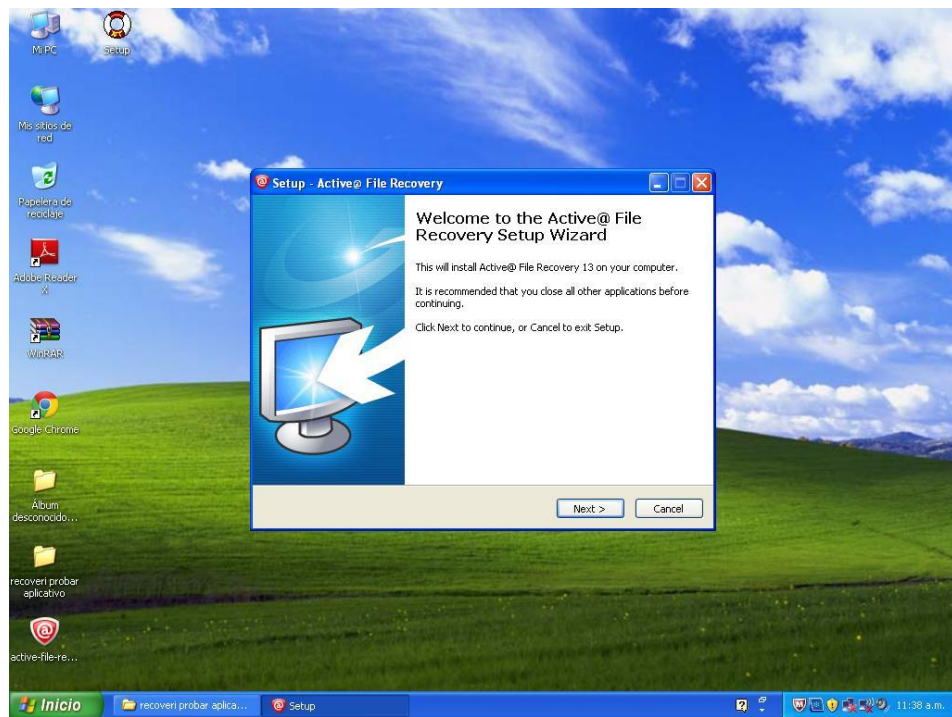 Mi PC
Setup
Mis sitios de
red
Papelera de
reciclaje
Adobe Reader
X
WinRAR
Google Chrome
Álbum
desconocido...
recoveri probar
aplicativo
active-file-re...
Setup - Active@ File Recovery
Welcome to the Active@ File
Recovery Setup Wizard
This will install Active@ File Recovery 13 on your computer.
It is recommended that you close all other applications before
continuing.
Click Next to continue, or Cancel to exit Setup.
Next >
Cancel
Inicio
recoveri probar aplica...
Setup
11:38 a.m.